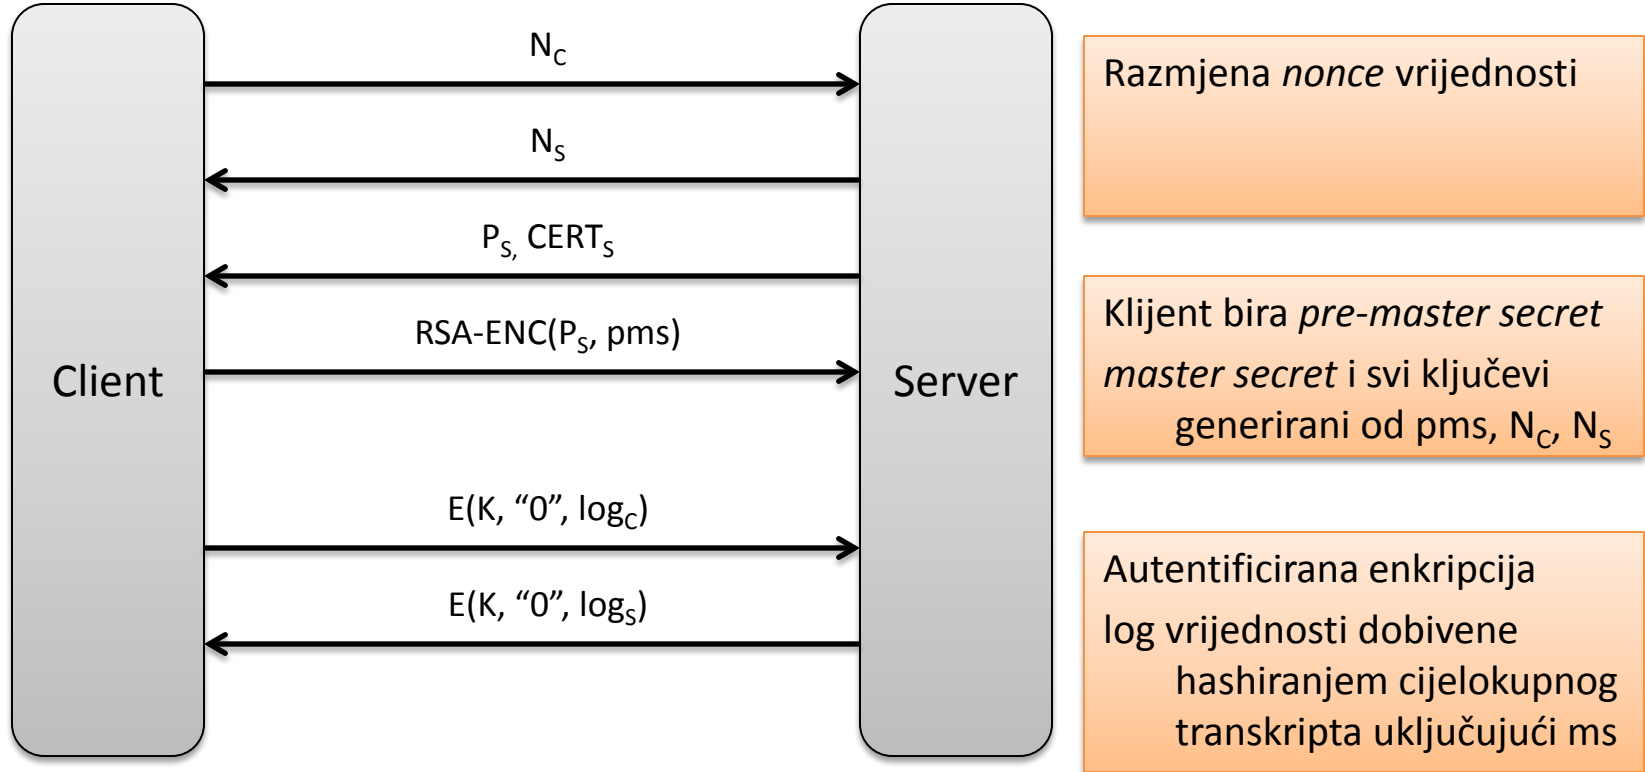 Client
Server
N_C
N_S
P_S, CERT_S
RSA-ENC(P_S, pms)
E(K, “0”, log_C)
E(K, “0”, log_S)
Razmjena nonce vrijednosti
Klijent bira pre-master secret
master secret i svi ključevi
generirani od pms, N_C, N_S
Autentificirana enkripcija
log vrijednosti dobivene
hashiranjem cijelokupnog
transkripta uključujući ms